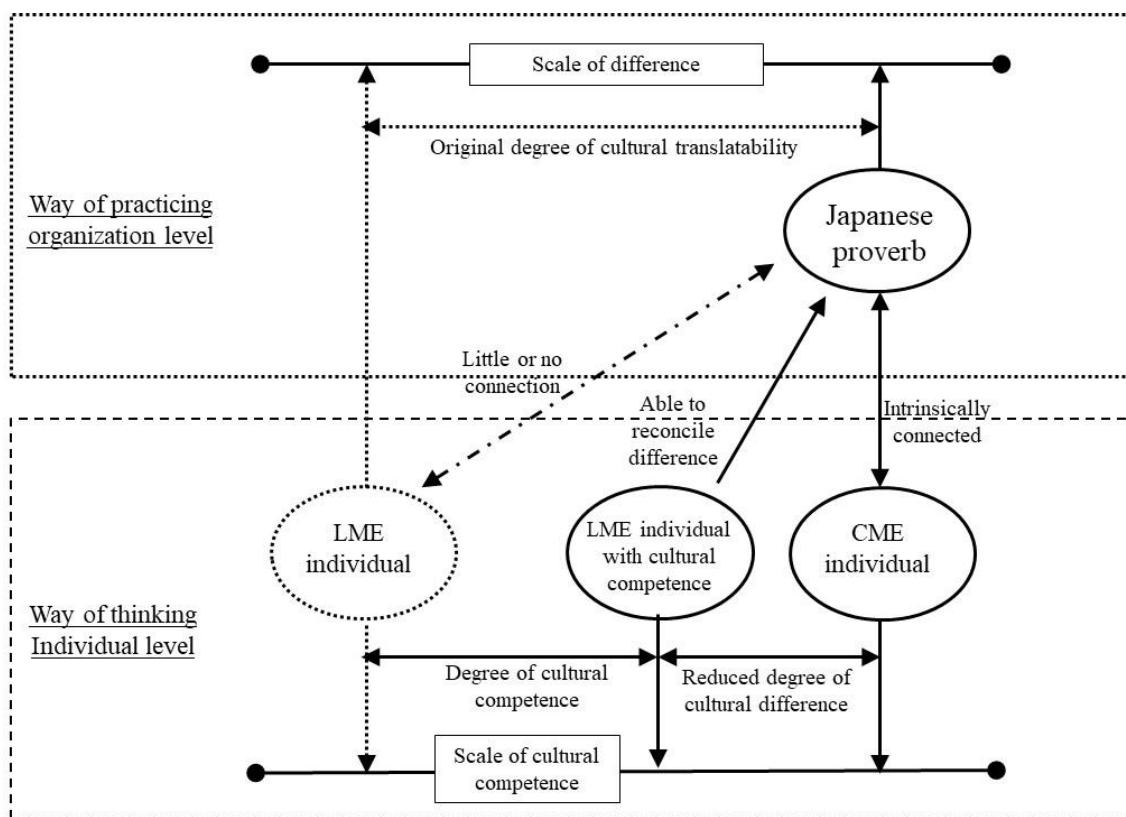 Scale of difference
Original degree of cultural translatability
Way of practicing
organization level
Japanese
proverb
Little or no
connection
Able to
reconcile
difference
Intrinsically
connected
LME
individual
LME individual
with cultural
competence
CME
individual
Way of thinking
Individual level
Degree of cultural
competence
Reduced degree of
cultural difference
Scale of cultural
competence